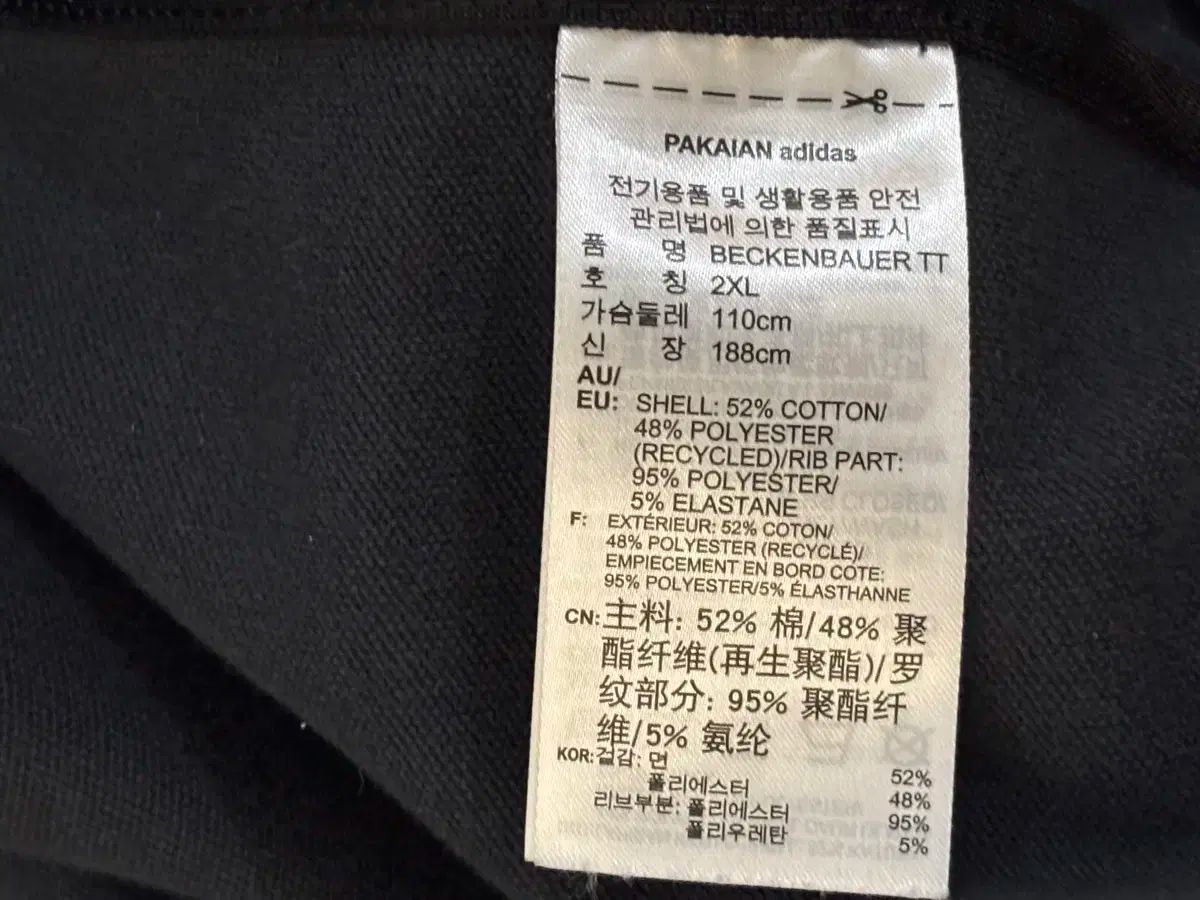 PAKAIAN adidas
전기용품 및 생활용품 안전
관리법에 의한 품질표시
품 명 BECKENBAUER TT
호 칭 2XL
가슴둘레 110cm
신 장 188cm
AU/
EU: SHELL: 52% COTTON/
48% POLYESTER
(RECYCLED)/RIB PART:
95% POLYESTER/
5% ELASTANE
F: EXTÉRIEUR: 52% COTON/
48% POLYESTER (RECYCLÉ)/
EMPIECEMENT EN BORD COTE:
95% POLYESTER/5% ÉLASTHANNE
CN: 主料: 52% 棉/48% 聚
酯纤维(再生聚酯)/罗
纹部分: 95% 聚酯纤
维/5% 氨纶
KOR: 겉감: 면 52%
폴리에스터 48%
리브부분: 폴리에스터 95%
폴리우레탄 5%